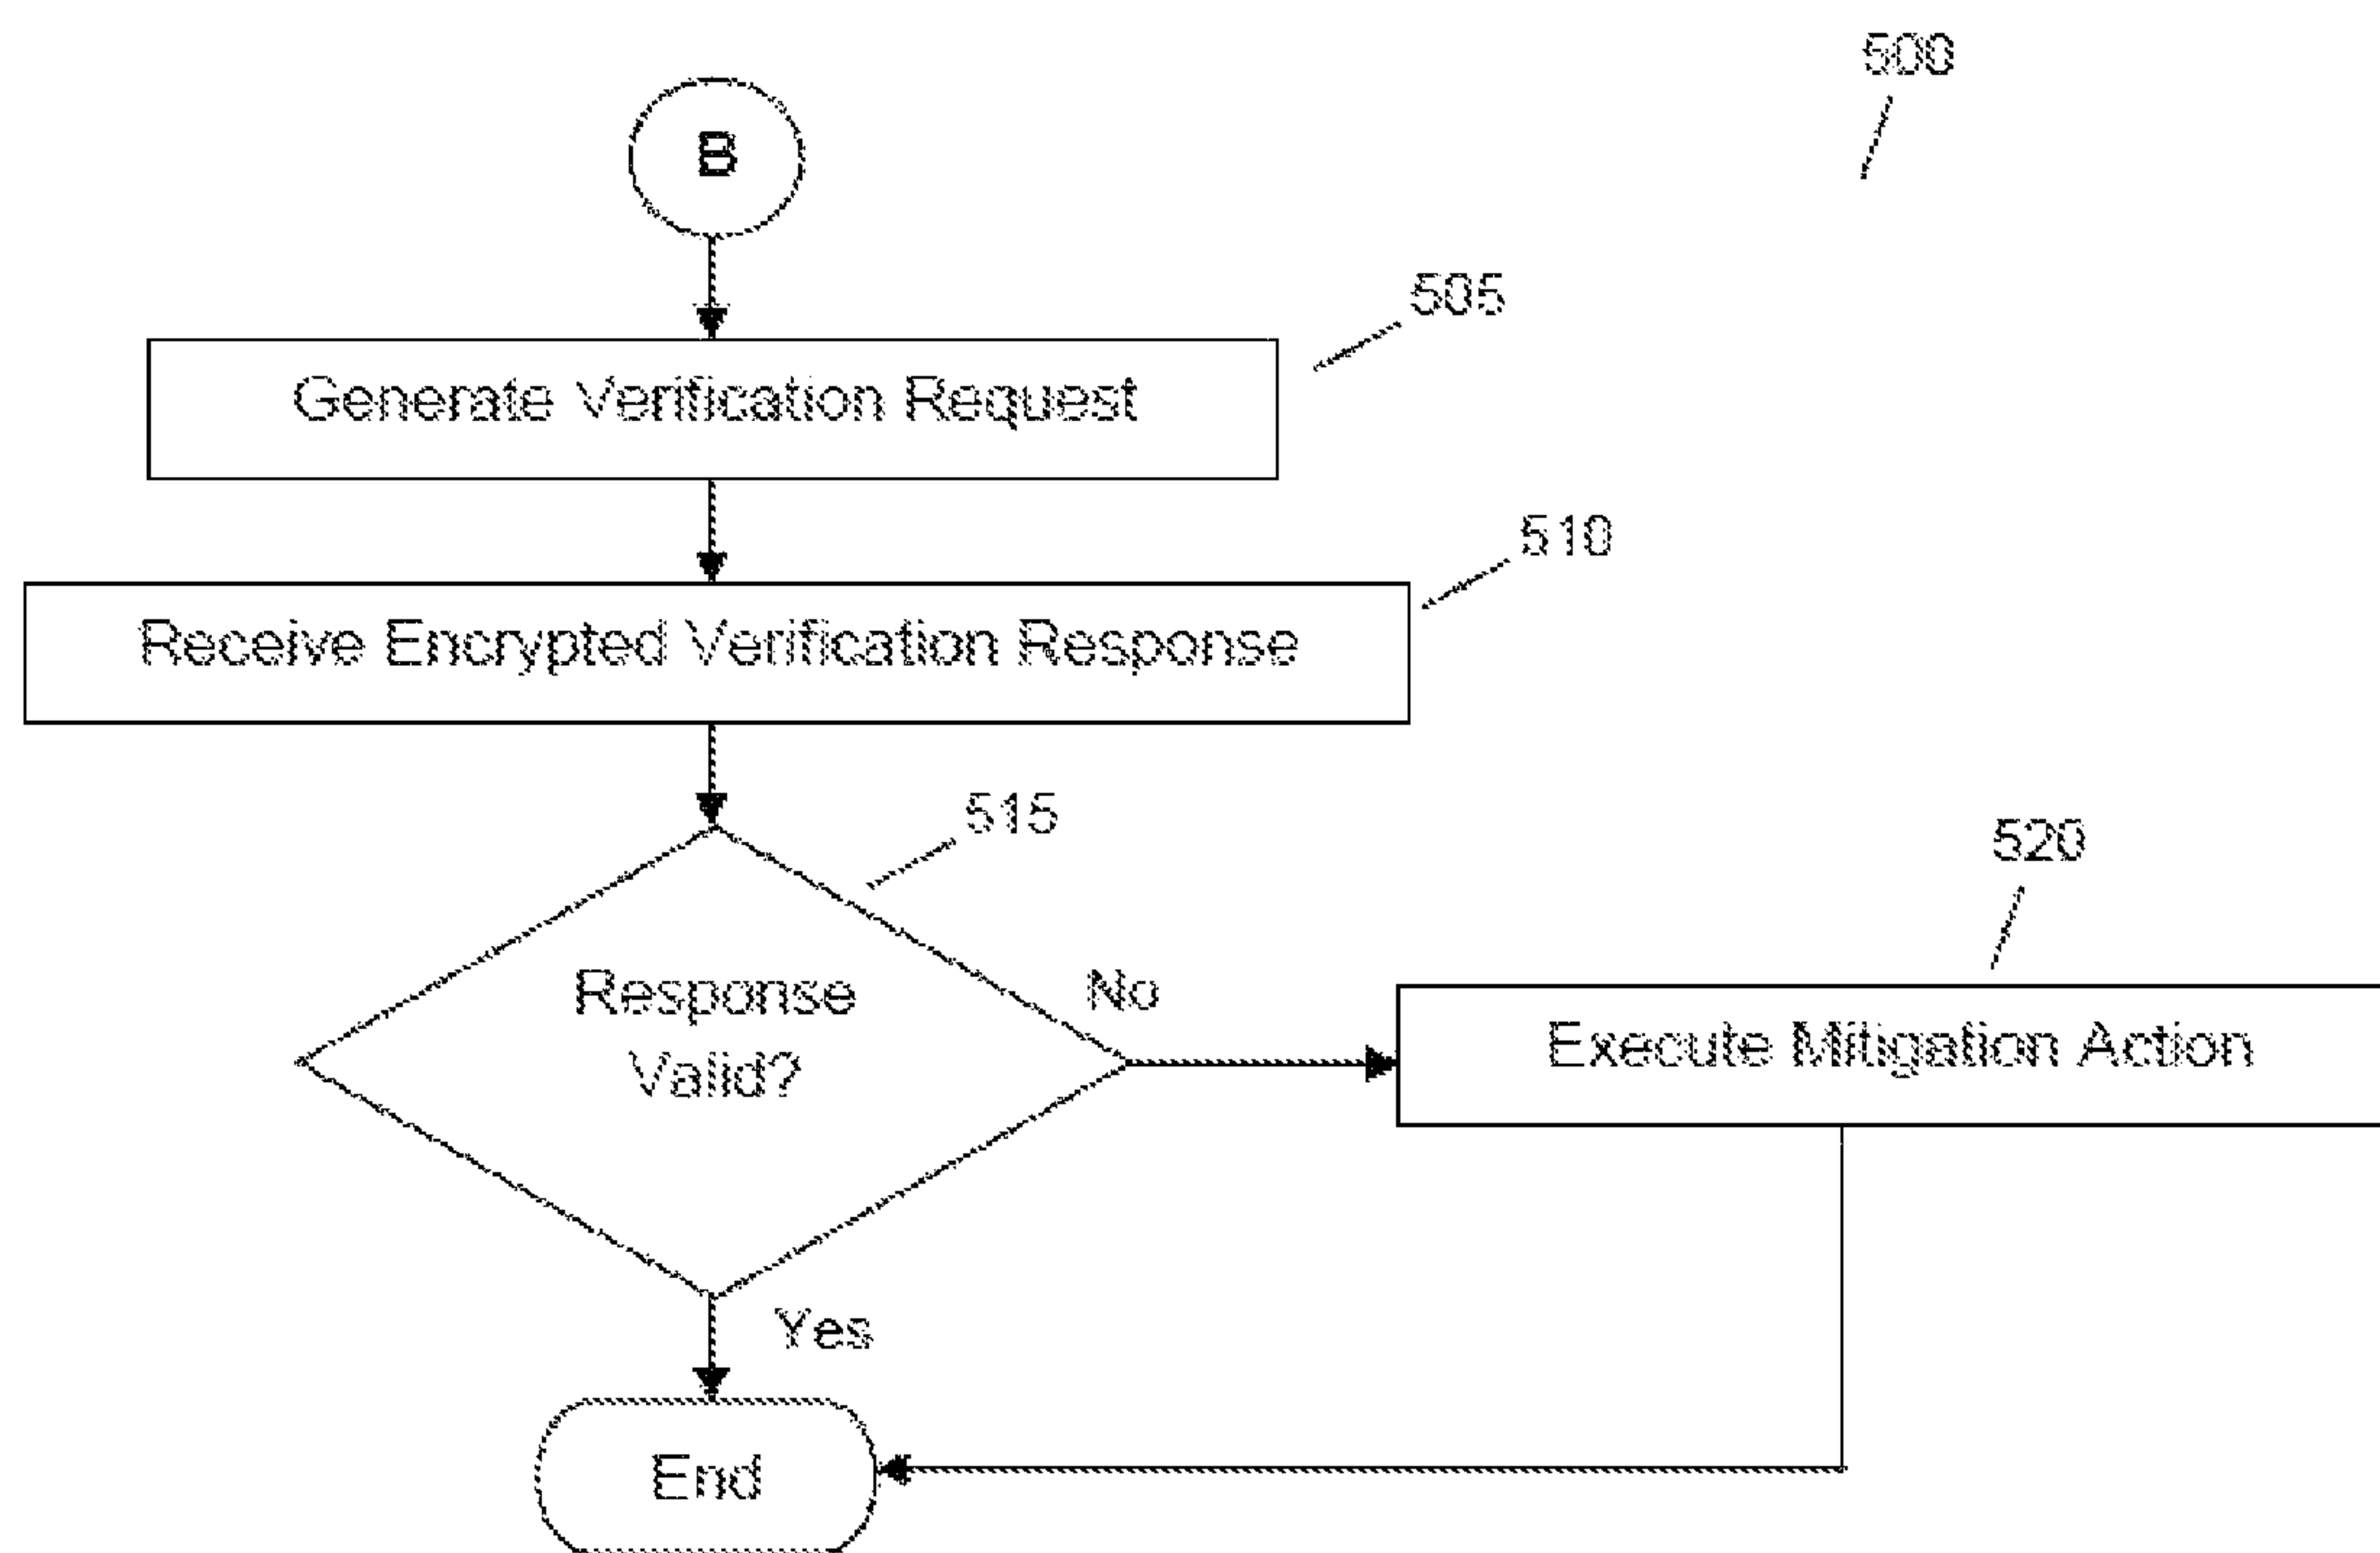 500
B
505
Generate Verification Request
510
Receive Encrypted Verification Response
515
520
Response
Valid?
No
Execute Mitigation Action
Yes
End